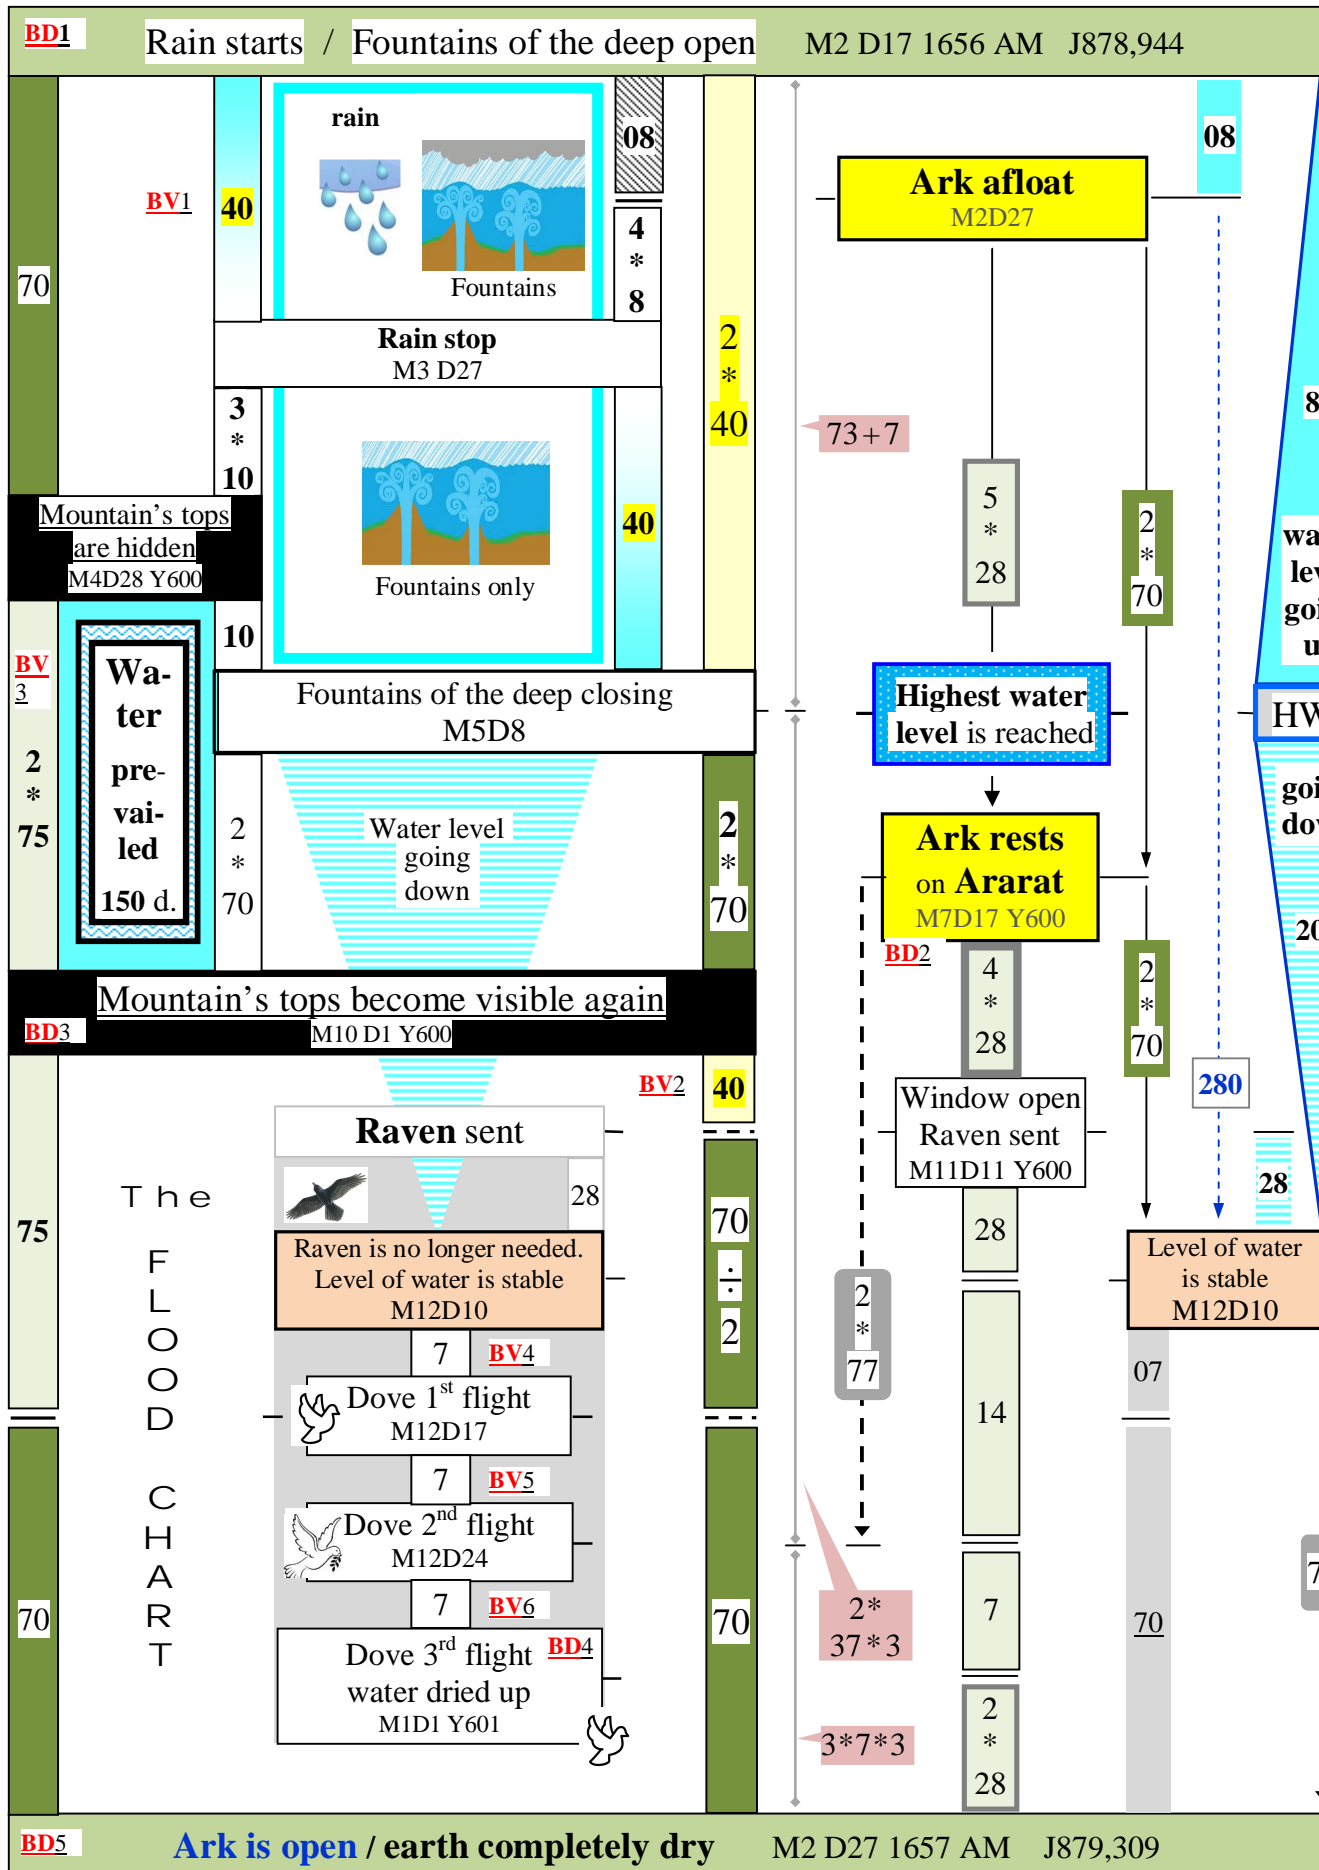 BD1 Rain starts / Fountains of the deep open M2 D17 1656 AM J878,944
rain
08
08
Ark afloat
M2D27
BV1
40
4
*
8
70
Fountains
Rain stop
M3 D27
2
*
40
3
*
10
73+7
8
5
*
28
2
*
70
40
Mountain's tops
are hidden
M4D28 Y600
Fountains only
10
BV
3
2
*
75
Wa-
ter
pre-
vai-
led
150 d.
Fountains of the deep closing
M5D8
Highest water
level is reached
HW
2
*
70
Water level
going
down
2
*
70
Ark rests
on Ararat
M7D17 Y600
BD2
20
4
*
28
2
*
70
Mountain's tops become visible again
BD3 M10 D1 Y600
BV2 40
280
Raven sent
Window open
Raven sent
M11D11 Y600
28
28
The
FLOOD
CHART
75
70
÷
2
28
Raven is no longer needed.
Level of water is stable
M12D10
Level of water
is stable
M12D10
2
*
77
7 BV4
07
Dove 1st flight
M12D17
14
7 BV5
Dove 2nd flight
M12D24
7 BV6
70
70
2*
37*3
7
70
7
Dove 3rd flight BD4
water dried up
M1D1 Y601
3*7*3
2
*
28
BD5 Ark is open / earth completely dry M2 D27 1657 AM J879,309